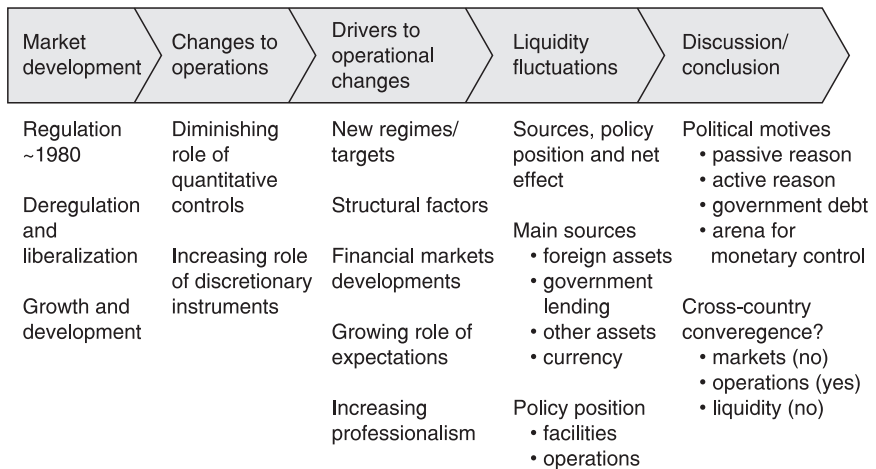 Market
development
Changes to
operations
Drivers to
operational
changes
Liquidity
fluctuations
Discussion/
conclusion
Regulation
~1980
Deregulation
and
liberalization
Growth and
development
Diminishing
role of
quantitative
controls
Increasing role
of discretionary
instruments
New regimes/
targets
Structural factors
Financial markets
developments
Growing role of
expectations
Increasing
professionalism
Sources, policy
position and net
effect
Main sources
• foreign assets
• government
lending
• other assets
• currency
Policy position
• facilities
• operations
Political motives
• passive reason
• active reason
• government debt
• arena for
monetary control
Cross-country
converegence?
• markets (no)
• operations (yes)
• liquidity (no)